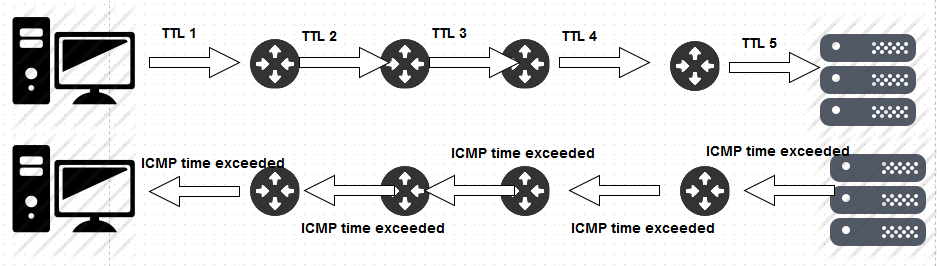 TTL 1
TTL 2
TTL 3
TTL 4
TTL 5
ICMP time exceeded
ICMP time exceeded
ICMP time exceeded
ICMP time exceeded
ICMP time exceeded